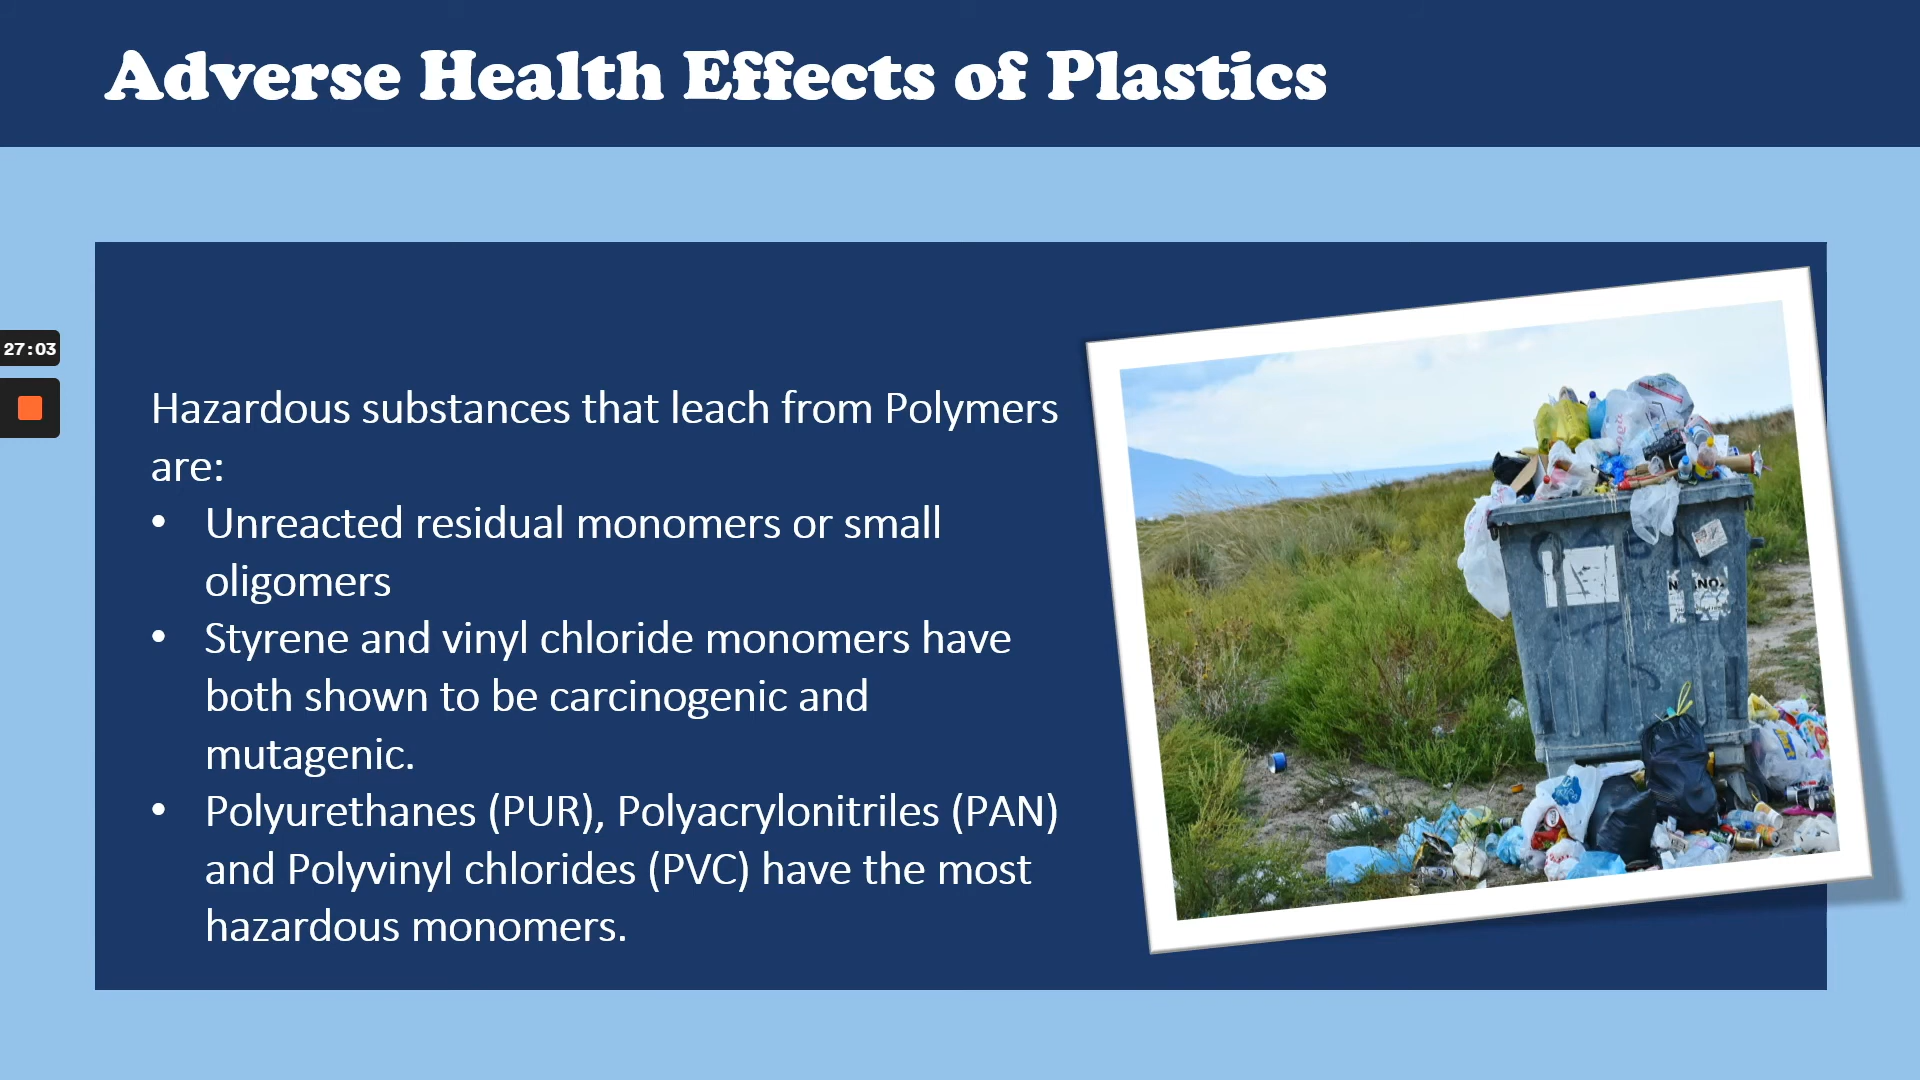 Adverse Health Effects of Plastics
27:03
Hazardous substances that leach from Polymers
are:
• Unreacted residual monomers or small
oligomers
• Styrene and vinyl chloride monomers have
both shown to be carcinogenic and
mutagenic.
• Polyurethanes (PUR), Polyacrylonitriles (PAN)
and Polyvinyl chlorides (PVC) have the most
hazardous monomers.